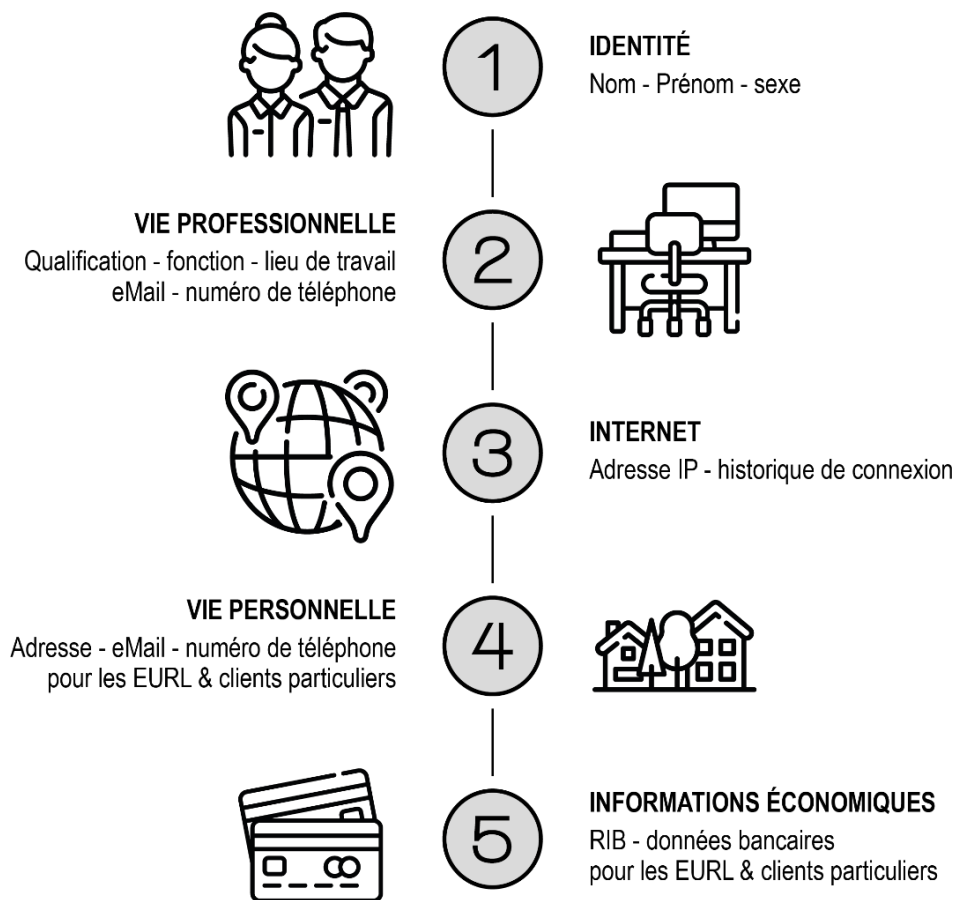 1
IDENTITÉ
Nom - Prénom - sexe
VIE PROFESSIONNELLE
Qualification - fonction - lieu de travail
eMail - numéro de téléphone
2
3
INTERNET
Adresse IP - historique de connexion
VIE PERSONNELLE
Adresse - eMail - numéro de téléphone
pour les EURL & clients particuliers
4
5
INFORMATIONS ÉCONOMIQUES
RIB - données bancaires
pour les EURL & clients particuliers